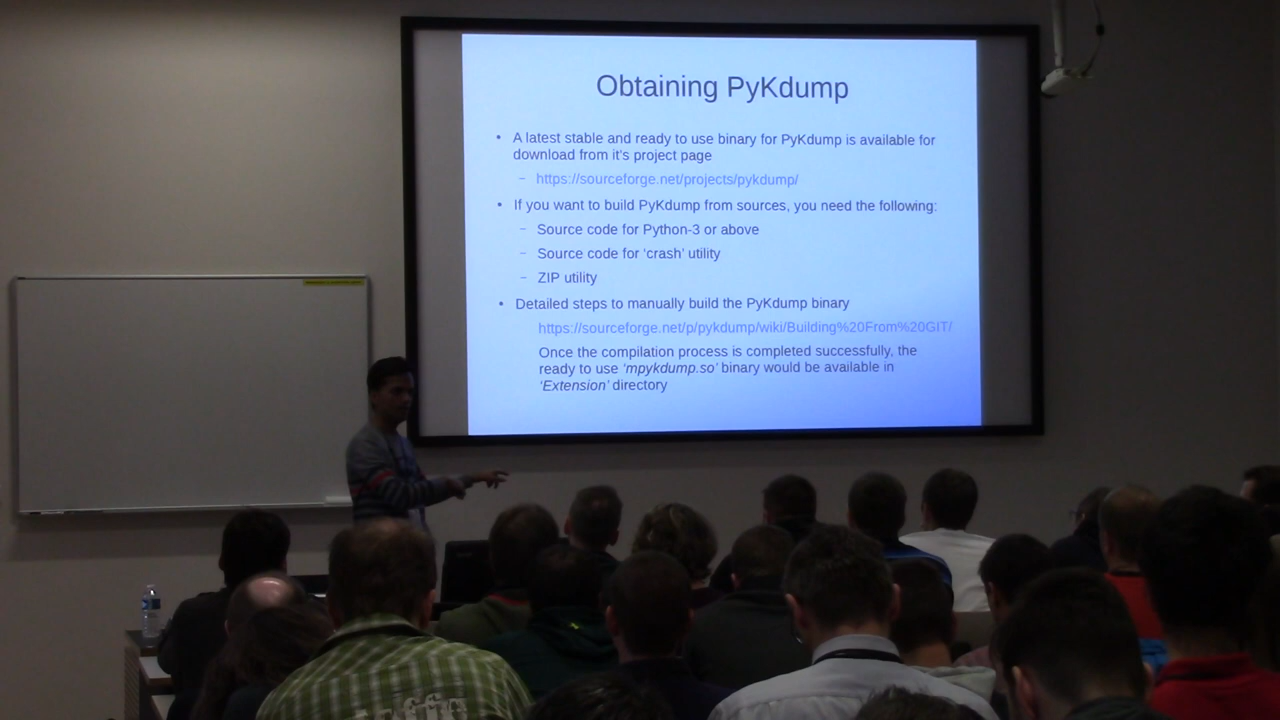 Obtaining PyKdump
• A latest stable and ready to use binary for PyKdump is available for
download from it's project page
– https://sourceforge.net/projects/pykdump/
• If you want to build PyKdump from sources, you need the following:
– Source code for Python-3 or above
– Source code for ‘crash’ utility
– ZIP utility
• Detailed steps to manually build the PyKdump binary
https://sourceforge.net/p/pykdump/wiki/Building%20From%20GIT/
Once the compilation process is completed successfully, the
ready to use ‘mpykdump.so’ binary would be available in
‘Extension’ directory